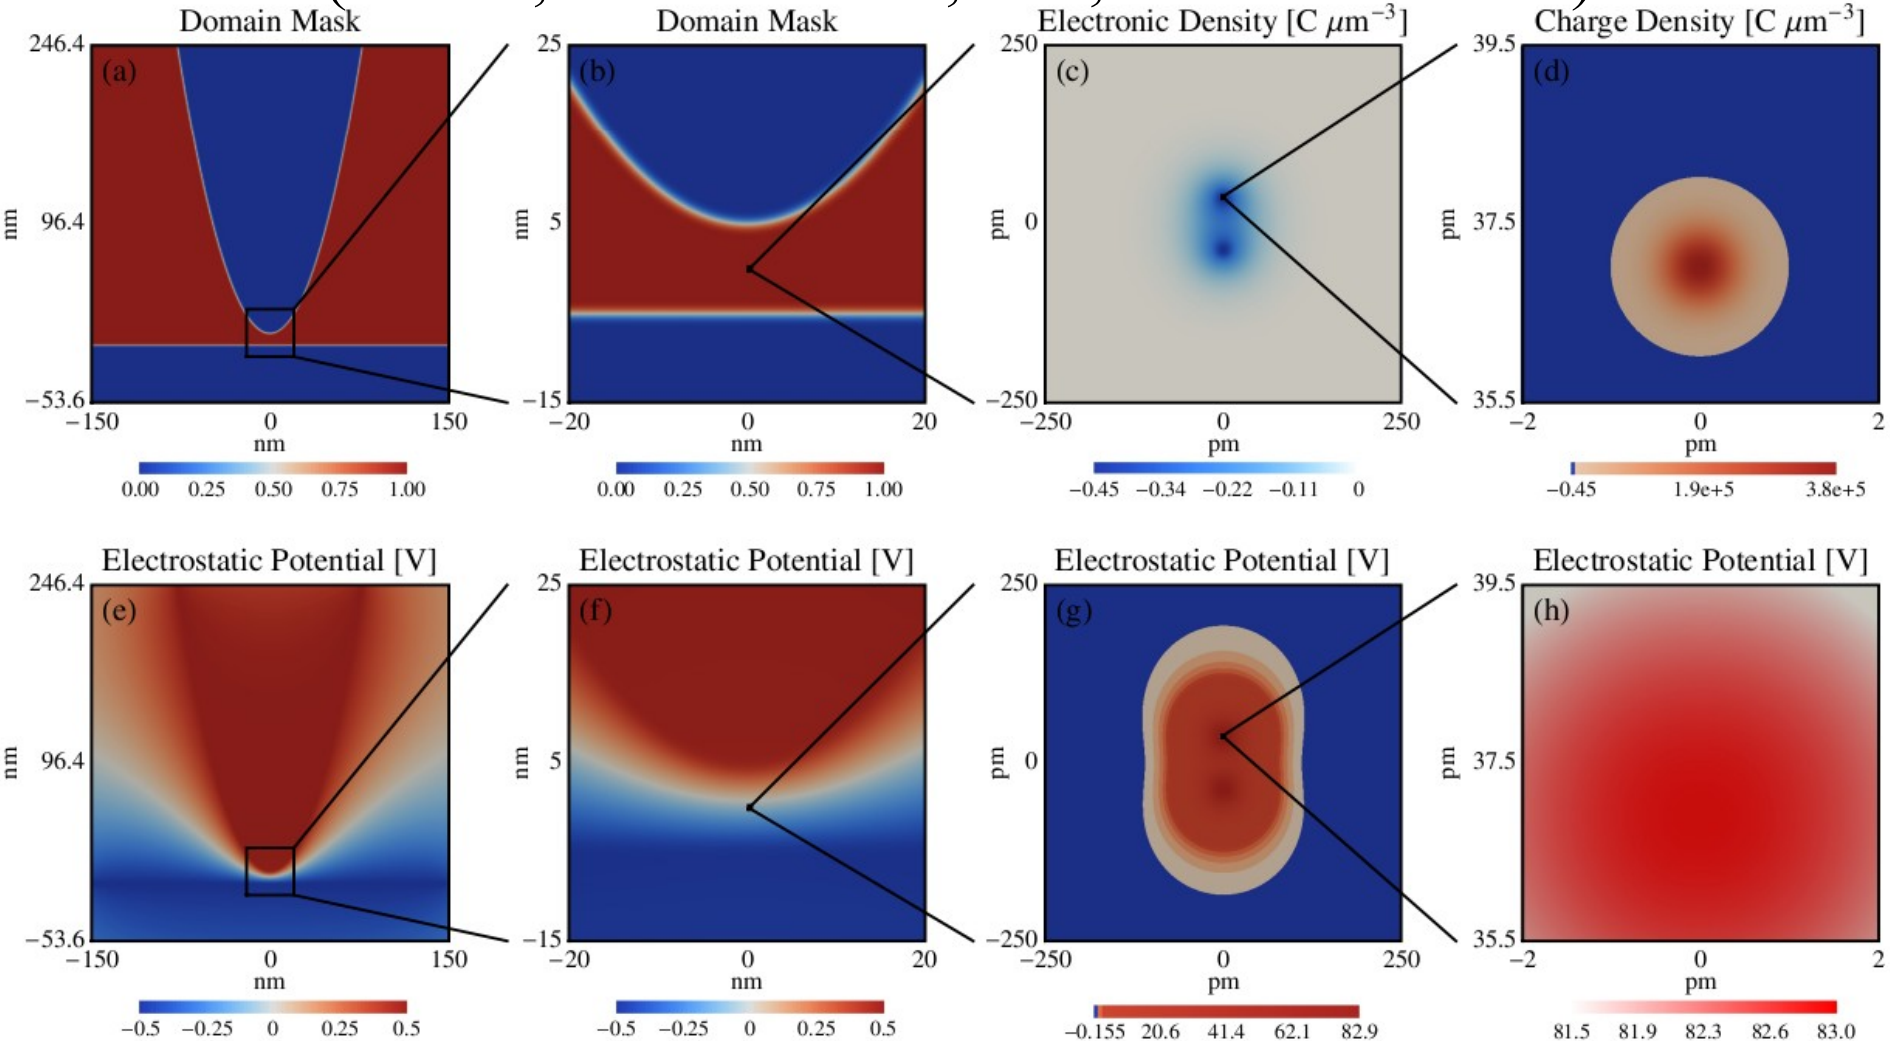 Domain Mask
(a)
246.4
96.4
−53.6
nm
−150
0
150
nm
0.00 0.25 0.50 0.75 1.00
Domain Mask
(b)
25
5
−15
nm
−20
0
20
nm
0.00 0.25 0.50 0.75 1.00
Electronic Density [C μm⁻³]
(c)
250
0
−250
pm
−250
0
250
pm
−0.45 −0.34 −0.22 −0.11 0
Charge Density [C μm⁻³]
(d)
39.5
37.5
35.5
pm
−2
0
2
pm
−0.45 1.9e+5 3.8e+5
Electrostatic Potential [V]
(e)
246.4
96.4
−53.6
nm
−150
0
150
nm
−0.5 −0.25 0 0.25 0.5
Electrostatic Potential [V]
(f)
25
5
−15
nm
−20
0
20
nm
−0.5 −0.25 0 0.25 0.5
Electrostatic Potential [V]
(g)
250
0
−250
pm
−250
0
250
pm
−0.155 20.6 41.4 62.1 82.9
Electrostatic Potential [V]
(h)
39.5
37.5
35.5
pm
−2
0
2
pm
81.5 81.9 82.3 82.6 83.0